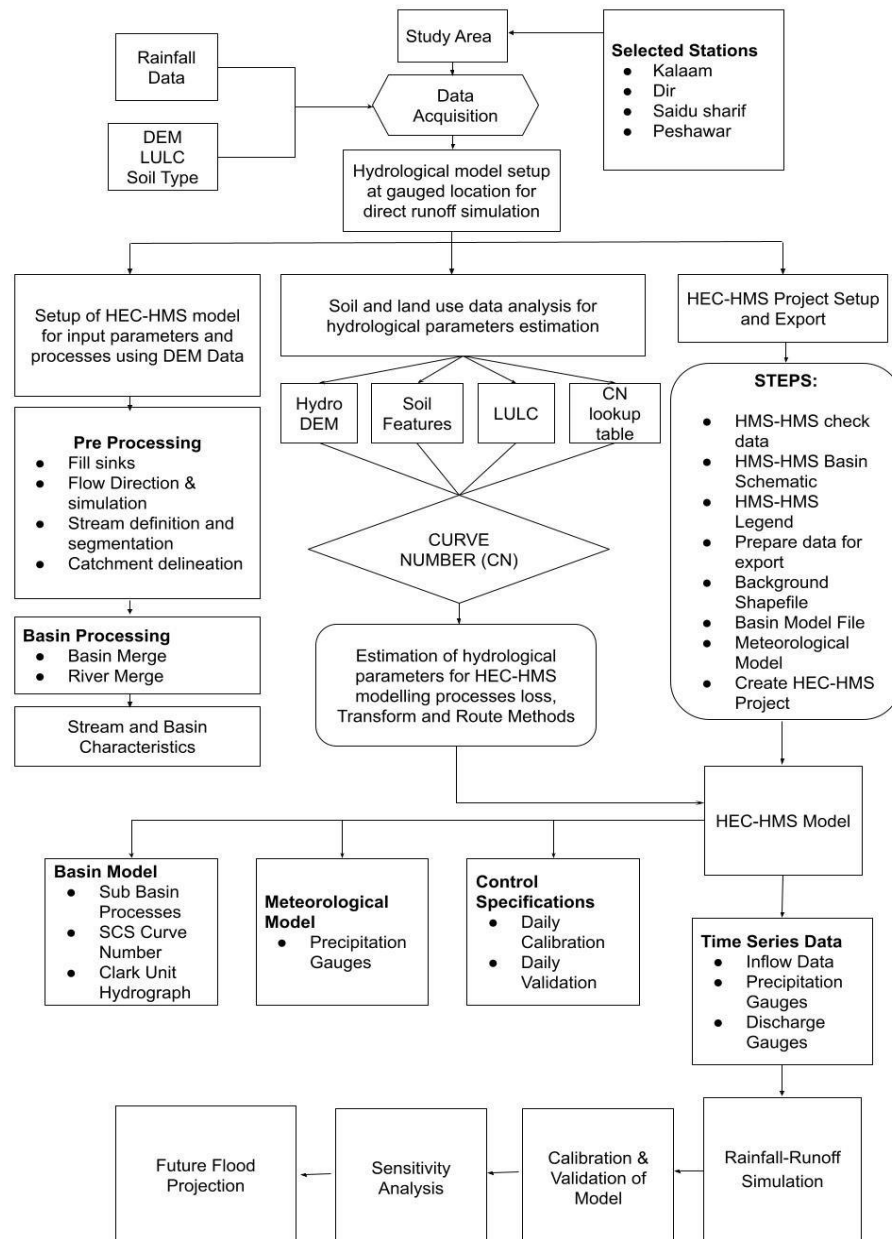 Study Area
Selected Stations
● Kalaam
● Dir
● Saidu sharif
● Peshawar
Rainfall
Data
Data
Acquisition
DEM
LULC
Soil Type
Hydrological model setup
at gauged location for
direct runoff simulation
Setup of HEC-HMS model
for input parameters and
processes using DEM Data
Soil and land use data analysis for
hydrological parameters estimation
HEC-HMS Project Setup
and Export
Hydro
DEM
Soil
Features
LULC
CN
lookup
table
Pre Processing
● Fill sinks
● Flow Direction &
simulation
● Stream definition and
segmentation
● Catchment delineation
CURVE
NUMBER (CN)
STEPS:
● HMS-HMS check
data
● HMS-HMS Basin
Schematic
● HMS-HMS
Legend
● Prepare data for
export
● Background
Shapefile
● Basin Model File
● Meteorological
Model
● Create HEC-HMS
Project
Basin Processing
● Basin Merge
● River Merge
Estimation of hydrological
parameters for HEC-HMS
modelling processes loss,
Transform and Route Methods
Stream and Basin
Characteristics
HEC-HMS Model
Basin Model
● Sub Basin
Processes
● SCS Curve
Number
● Clark Unit
Hydrograph
Meteorological
Model
● Precipitation
Gauges
Control
Specifications
● Daily
Calibration
● Daily
Validation
Time Series Data
● Inflow Data
● Precipitation
Gauges
● Discharge
Gauges
Future Flood
Projection
Sensitivity
Analysis
Calibration &
Validation of
Model
Rainfall-Runoff
Simulation